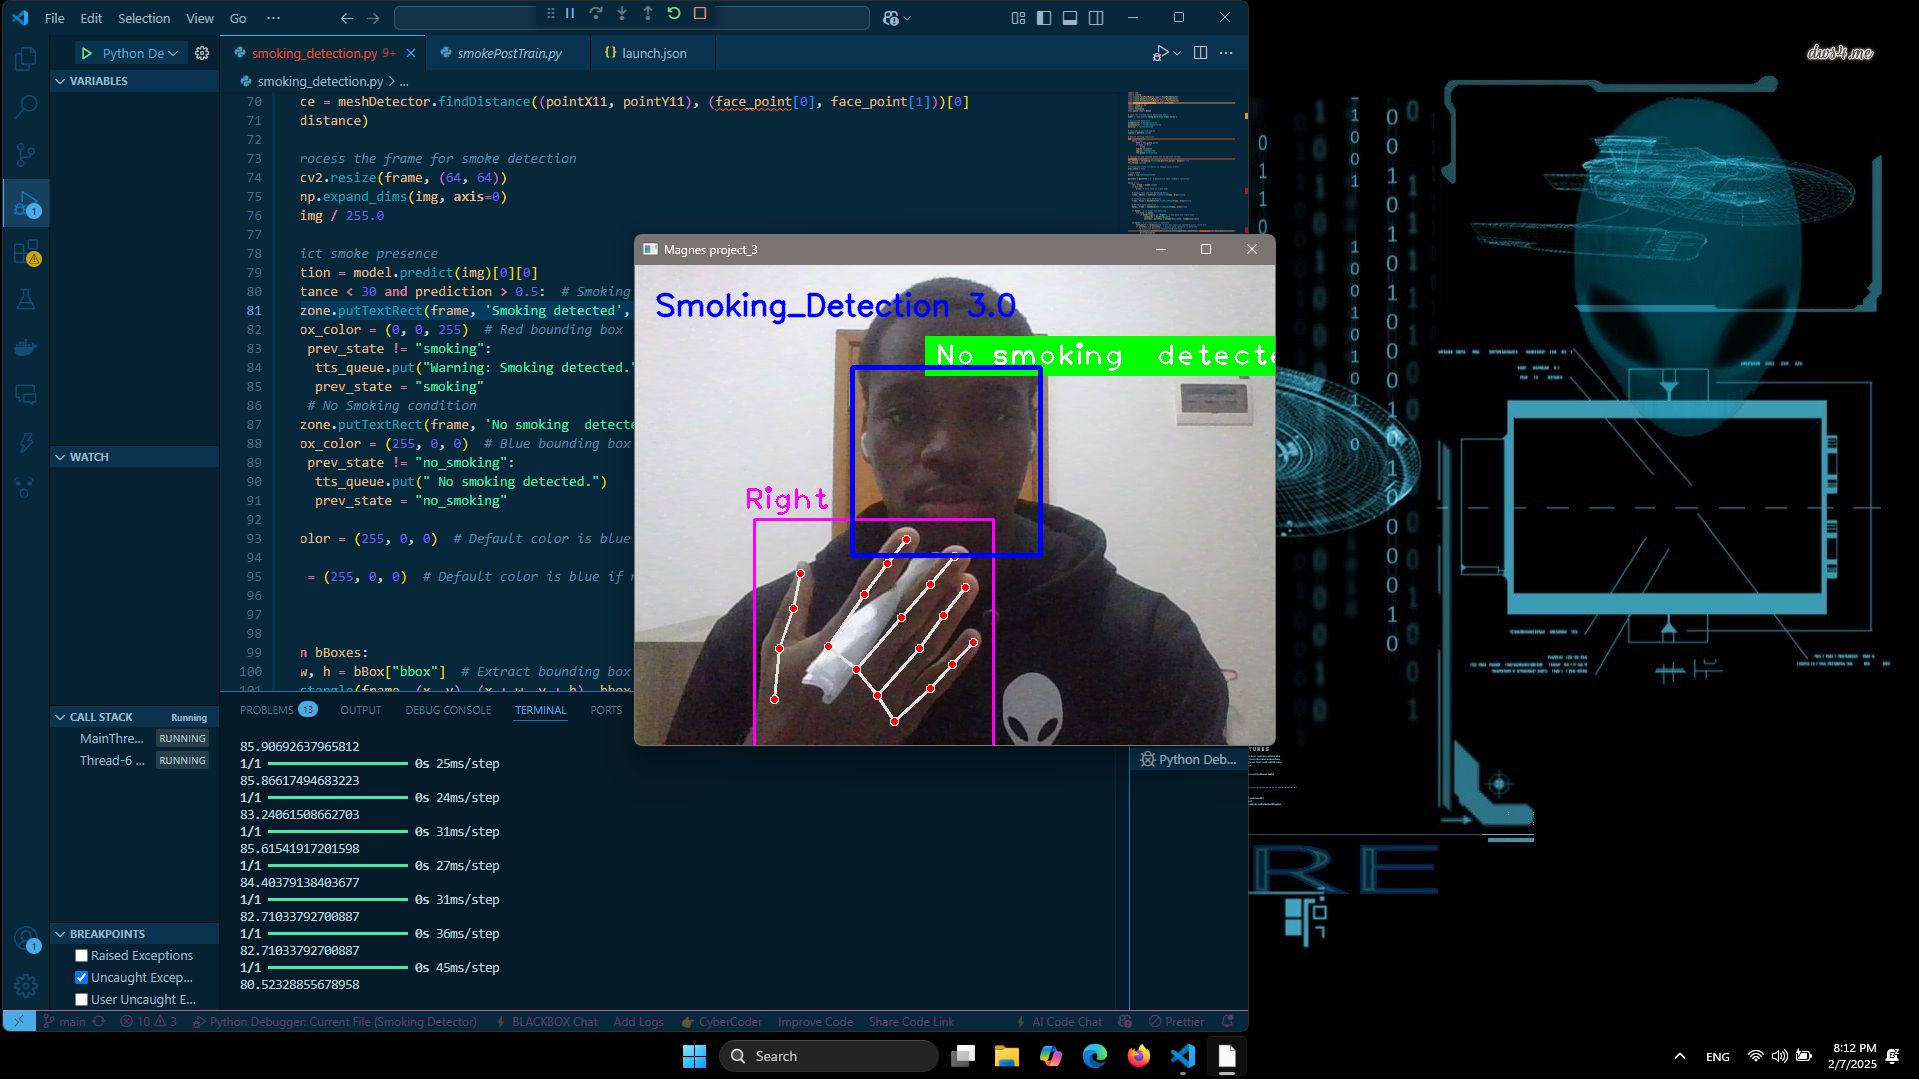 File Edit Selection View Go ···
dws4.me
Python De
smoking_detection.py 9+
smokePostTrain.py
launch.json
VARIABLES
smoking_detection.py > ...
70 ce = meshDetector.findDistance((pointX11, pointY11), (face_point[0], face_point[1]))[0]
71 distance)
72
73 rocess the frame for smoke detection
74 cv2.resize(frame, (64, 64))
75 np.expand_dims(img, axis=0)
76 img / 255.0
77
78 ict smoke presence
79 tion = model.predict(img)[0][0]
80 tance < 30 and prediction > 0.5: # Smoking
81 zone.putTextRect(frame, 'Smoking detected',
82 ox_color = (0, 0, 255) # Red bounding box
83 prev_state != "smoking":
84 tts_queue.put("Warning: Smoking detected."
85 prev_state = "smoking"
86 # No Smoking condition
87 zone.putTextRect(frame, 'No smoking  detecte
88 ox_color = (255, 0, 0) # Blue bounding box
89 prev_state != "no_smoking":
90 tts_queue.put(" No smoking detected.")
91 prev_state = "no_smoking"
92
93 olor = (255, 0, 0) # Default color is blue
94
95 = (255, 0, 0) # Default color is blue if
96
97
98
99 n bBoxes:
100 w, h = bBox["bbox"] # Extract bounding box
Magnes project_3
Smoking_Detection 3.0
No smoking  detecte
Right
WATCH
CALL STACK Running
MainThre... RUNNING
Thread-6 ... RUNNING
BREAKPOINTS
Raised Exceptions
Uncaught Excep...
User Uncaught E...
PROBLEMS 13 OUTPUT DEBUG CONSOLE TERMINAL PORTS
Python Deb...
85.90692637965812
1/1 0s 25ms/step
85.86617494683223
1/1 0s 24ms/step
83.24061508662703
1/1 0s 31ms/step
85.61541917201598
1/1 0s 27ms/step
84.40379138403677
1/1 0s 31ms/step
82.71033792700887
1/1 0s 36ms/step
82.71033792700887
1/1 0s 45ms/step
80.52328855678958
RE
main 10 3 Python Debugger: Current File (Smoking Detector) BLACKBOX Chat Add Logs CyberCoder Improve Code Share Code Link AI Code Chat Prettier
Search
ENG
8:12 PM
2/7/2025